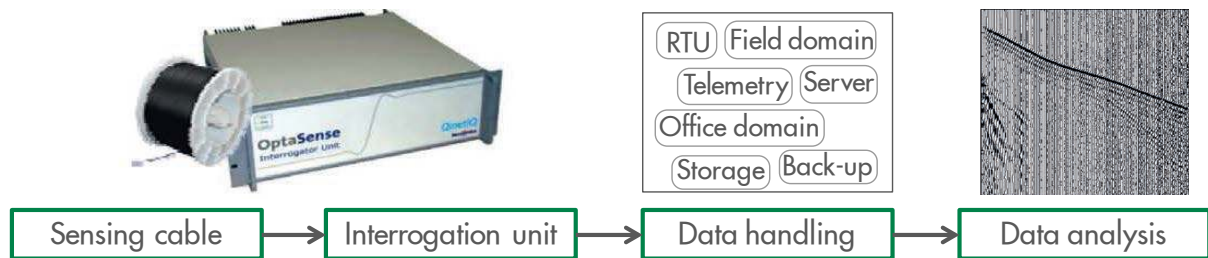 OptaSense
Interrogator Unit
QinetiQ
RTU
Field domain
Telemetry
Server
Office domain
Storage
Back-up
Sensing cable
Interrogation unit
Data handling
Data analysis